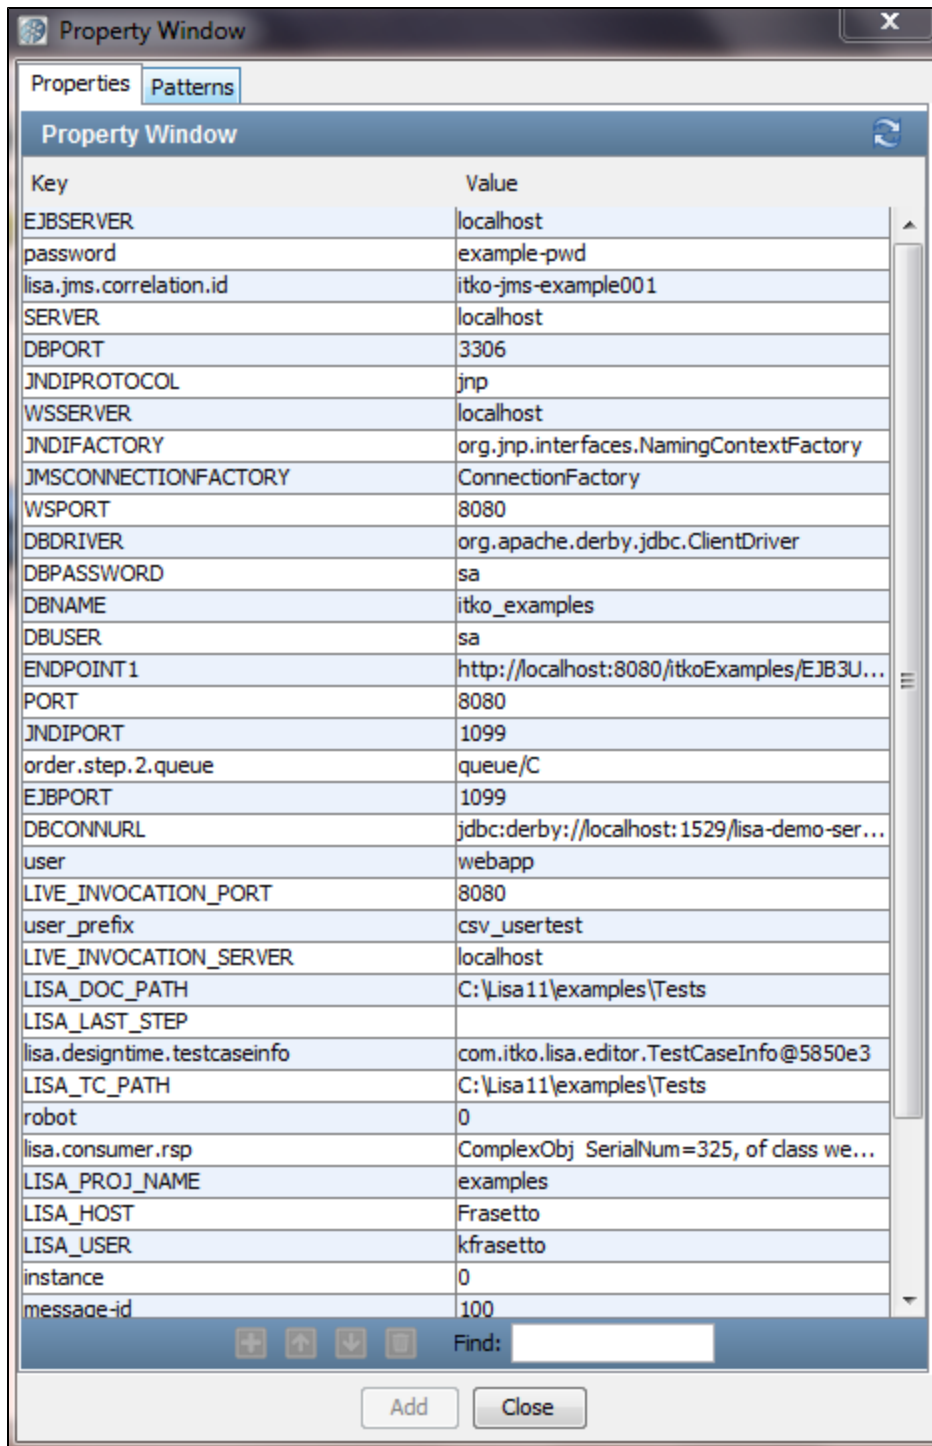 Property Window
x
Properties Patterns
Property Window
Key Value
EJBSERVER localhost
password example-pwd
lisa.jms.correlation.id itko-jms-example001
SERVER localhost
DBPORT 3306
JNDIPROTOCOL jnp
WSSERVER localhost
JNDIFACTORY org.jnp.interfaces.NamingContextFactory
JMSCONNECTIONFACTORY ConnectionFactory
WSPORT 8080
DBDRIVER org.apache.derby.jdbc.ClientDriver
DBPASSWORD sa
DBNAME itko_examples
DBUSER sa
ENDPOINT1 http://localhost:8080/itkoExamples/EJB3U...
PORT 8080
JNDIPORT 1099
order.step.2.queue queue/C
EJBPORT 1099
DBCONNURL jdbc:derby://localhost:1529/lisa-demo-ser...
user webapp
LIVE_INVOCATION_PORT 8080
user_prefix csv_usertest
LIVE_INVOCATION_SERVER localhost
LISA_DOC_PATH C:\Lisa11\examples\Tests
LISA_LAST_STEP
lisa.designtime.testcaseinfo com.itko.lisa.editor.TestCaseInfo@5850e3
LISA_TC_PATH C:\Lisa11\examples\Tests
robot 0
lisa.consumer.rsp ComplexObj SerialNum=325, of class we...
LISA_PROJ_NAME examples
LISA_HOST Frasetto
LISA_USER kfrasetto
instance 0
message-id 100
Find:
Add Close